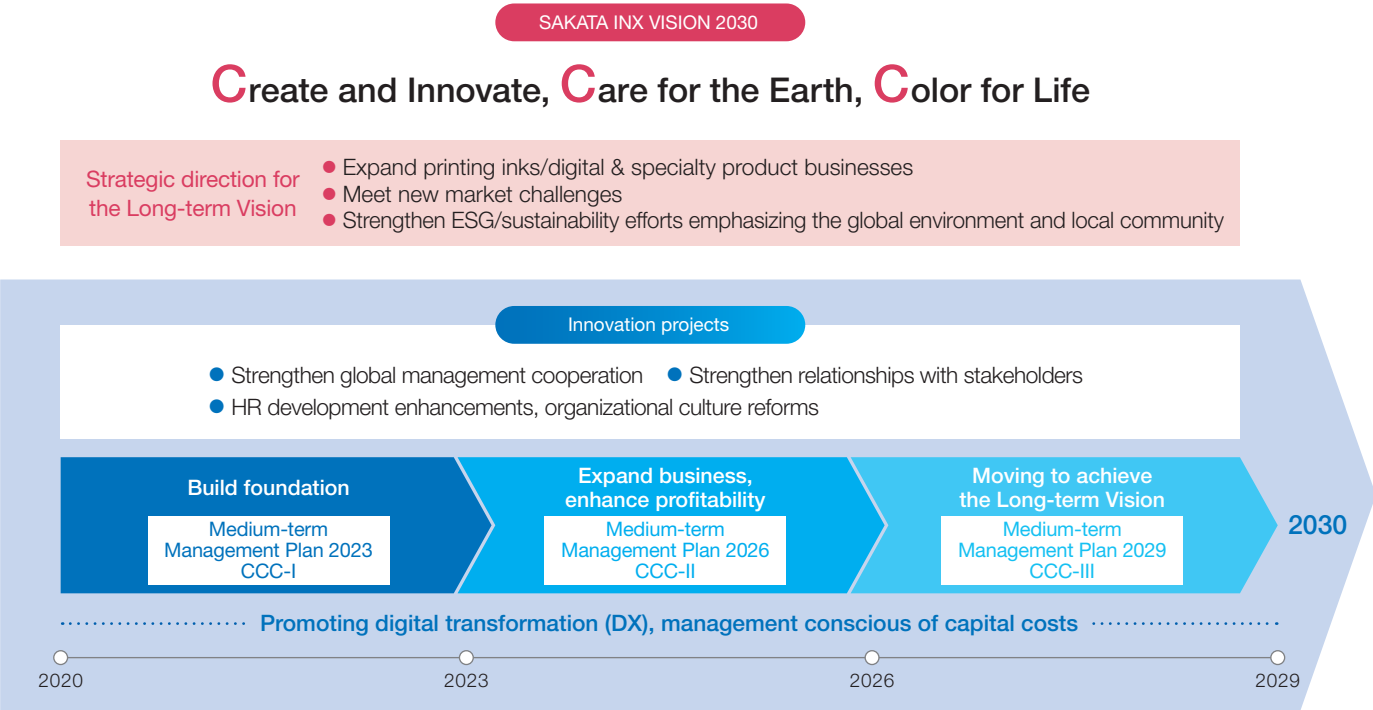 SAKATA INX VISION 2030
Create and Innovate, Care for the Earth, Color for Life
Strategic direction for
the Long-term Vision
● Expand printing inks/digital & specialty product businesses
● Meet new market challenges
● Strengthen ESG/sustainability efforts emphasizing the global environment and local community
Innovation projects
● Strengthen global management cooperation ● Strengthen relationships with stakeholders
● HR development enhancements, organizational culture reforms
Build foundation
Medium-term
Management Plan 2023
CCC-I
Expand business,
enhance profitability
Medium-term
Management Plan 2026
CCC-II
Moving to achieve
the Long-term Vision
Medium-term
Management Plan 2029
CCC-III
2030
Promoting digital transformation (DX), management conscious of capital costs
2020 2023 2026 2029